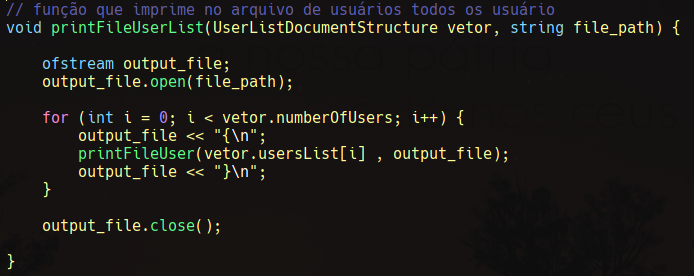 // função que imprime no arquivo de usuários todos os usuário
void printFileUserList(UserListDocumentStructure vetor, string file_path) {
ofstream output_file;
output_file.open(file_path);
for (int i = 0; i < vetor.numberOfUsers; i++) {
output_file << "{\n";
printFileUser(vetor.usersList[i] , output_file);
output_file << "}\n";
}
output_file.close();
}